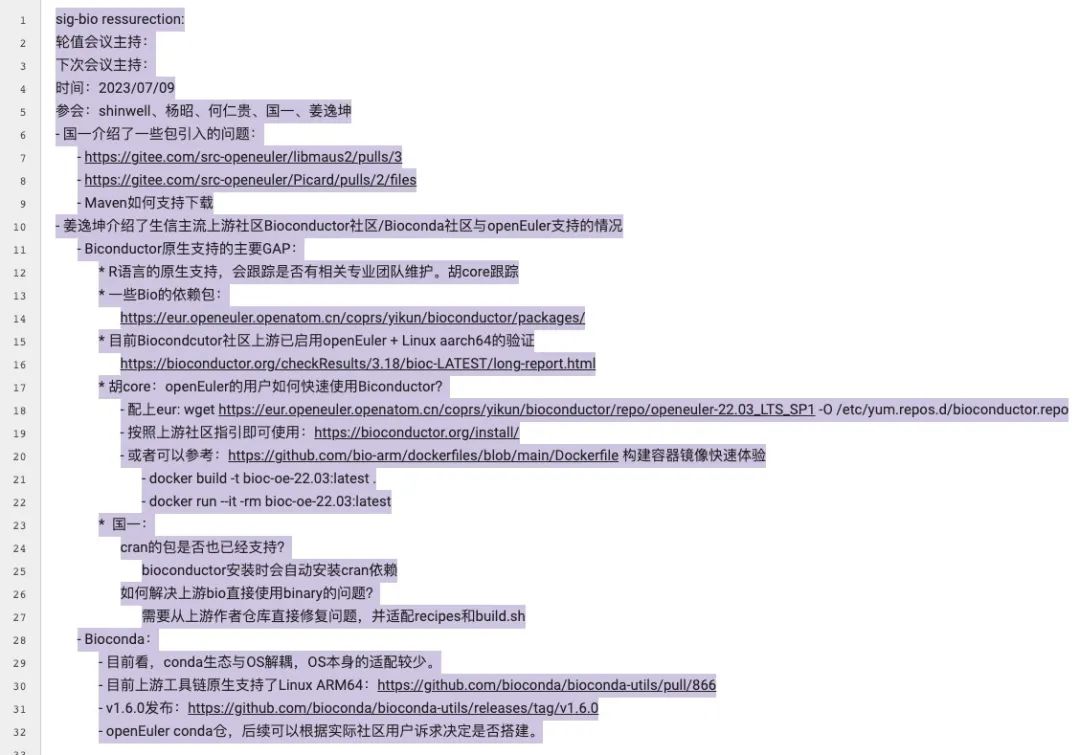 1 sig-bio ressurection:
2 轮值会议主持：
3 下次会议主持：
4 时间：2023/07/09
5 参会：shinwell、杨昭、何仁贵、国一、姜逸坤
6 - 国一介绍了一些包引入的问题：
7 - https://gitee.com/src-openeuler/libmaus2/pulls/3
8 - https://gitee.com/src-openeuler/Picard/pulls/2/files
9 - Maven如何支持下载
10 - 姜逸坤介绍了生信主流上游社区Bioconductor社区/Bioconda社区与openEuler支持的情况
11 - Biconductor原生支持的主要GAP：
12 * R语言的原生支持，会跟踪是否有相关专业团队维护。胡core跟踪
13 * 一些Bio的依赖包：
14 https://eur.openeuler.openatom.cn/coprs/yikun/bioconductor/packages/
15 * 目前Biocondcutor社区上游已启用openEuler + Linux aarch64的验证
16 https://bioconductor.org/checkResults/3.18/bioc-LATEST/long-report.html
17 * 胡core：openEuler的用户如何快速使用Biconductor?
18 - 配上eur: wget https://eur.openeuler.openatom.cn/coprs/yikun/bioconductor/repo/openeuler-22.03_LTS_SP1 -O /etc/yum.repos.d/bioconductor.repo
19 - 按照上游社区指引即可使用：https://bioconductor.org/install/
20 - 或者可以参考：https://github.com/bio-arm/dockerfiles/blob/main/Dockerfile 构建容器镜像快速体验
21 - docker build -t bioc-oe-22.03:latest .
22 - docker run --it -rm bioc-oe-22.03:latest
23 * 国一：
24 cran的包是否也已经支持?
25 bioconductor安装时会自动安装cran依赖
26 如何解决上游bio直接使用binary的问题?
27 需要从上游作者仓库直接修复问题，并适配recipes和build.sh
28 - Bioconda：
29 - 目前看，conda生态与OS解耦，OS本身的适配较少。
30 - 目前上游工具链原生支持了Linux ARM64：https://github.com/bioconda/bioconda-utils/pull/866
31 - v1.6.0发布：https://github.com/bioconda/bioconda-utils/releases/tag/v1.6.0
32 - openEuler conda仓，后续可以根据实际社区用户诉求决定是否搭建。